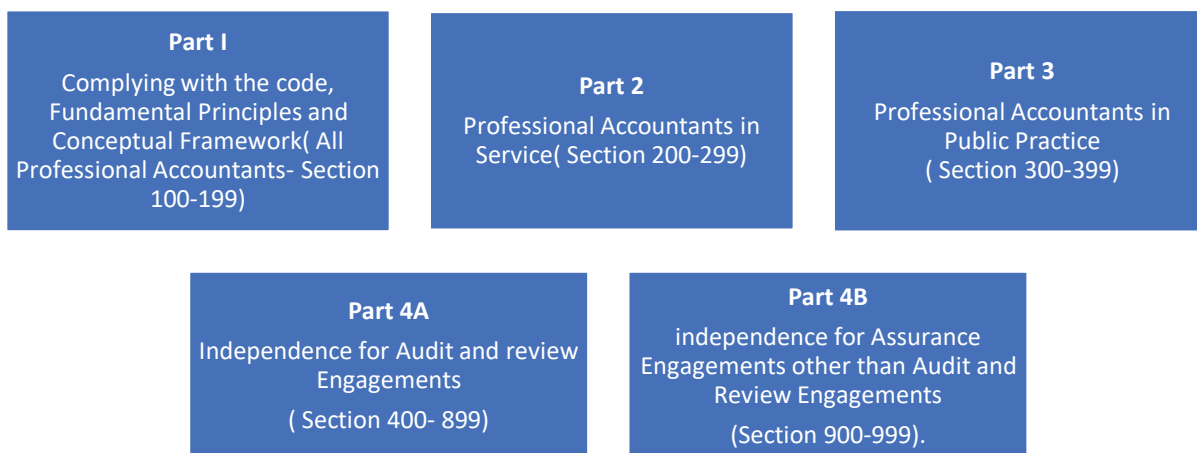 Part I
Complying with the code,
Fundamental Principles and
Conceptual Framework( All
Professional Accountants- Section
100-199)
Part 2
Professional Accountants in
Service( Section 200-299)
Part 3
Professional Accountants in
Public Practice
( Section 300-399)
Part 4A
Independence for Audit and review
Engagements
( Section 400- 899)
Part 4B
independence for Assurance
Engagements other than Audit and
Review Engagements
(Section 900-999).